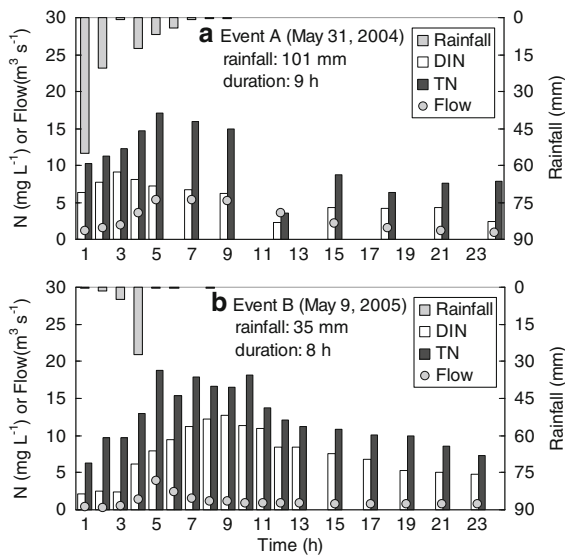 30
25
20
15
10
5
0
N (mg L⁻¹) or Flow(m³ s⁻¹)
a Event A (May 31, 2004)
rainfall: 101 mm
duration: 9 h
Rainfall
DIN
TN
Flow
0
15
30
45
60
75
90
Rainfall (mm)
1 3 5 7 9 11 13 15 17 19 21 23
30
25
20
15
10
5
0
N (mg L⁻¹) or Flow(m³ s⁻¹)
b Event B (May 9, 2005)
rainfall: 35 mm
duration: 8 h
Rainfall
DIN
TN
Flow
0
15
30
45
60
75
90
Rainfall (mm)
1 3 5 7 9 11 13 15 17 19 21 23
Time (h)